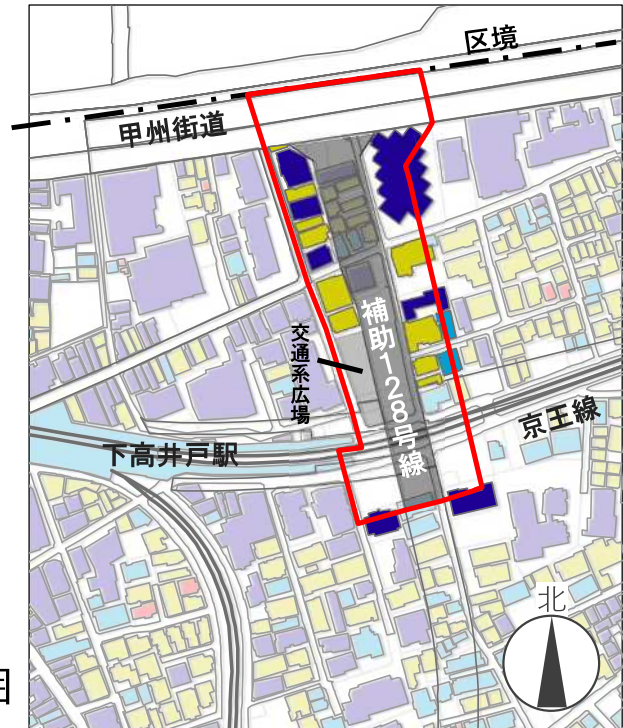 区境
甲州街道
補助128号線
交通系広場
京王線
下高井戸駅
北